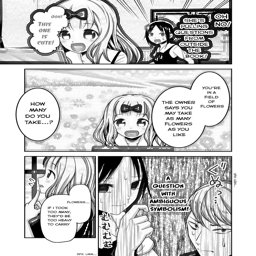 OH NO!
SHE'S
PULLING
QUESTIONS
FROM
OUTSIDE
THE
BOOK!
OOH!
THIS
ONE IS
CUTE!
YOU'RE
IN A
FIELD
OF
FLOWERS
THE OWNER
SAYS YOU
MAY TAKE
AS MANY
FLOWERS
AS YOU
LIKE
HOW
MANY
DO YOU
TAKE...?
A
QUESTION
WITH
AMBIGUOUS
SYMBOLISM!
FLOWERS...
IF I TOOK
TOO MANY,
THEY'D BE
TOO HEAVY
TO CARRY